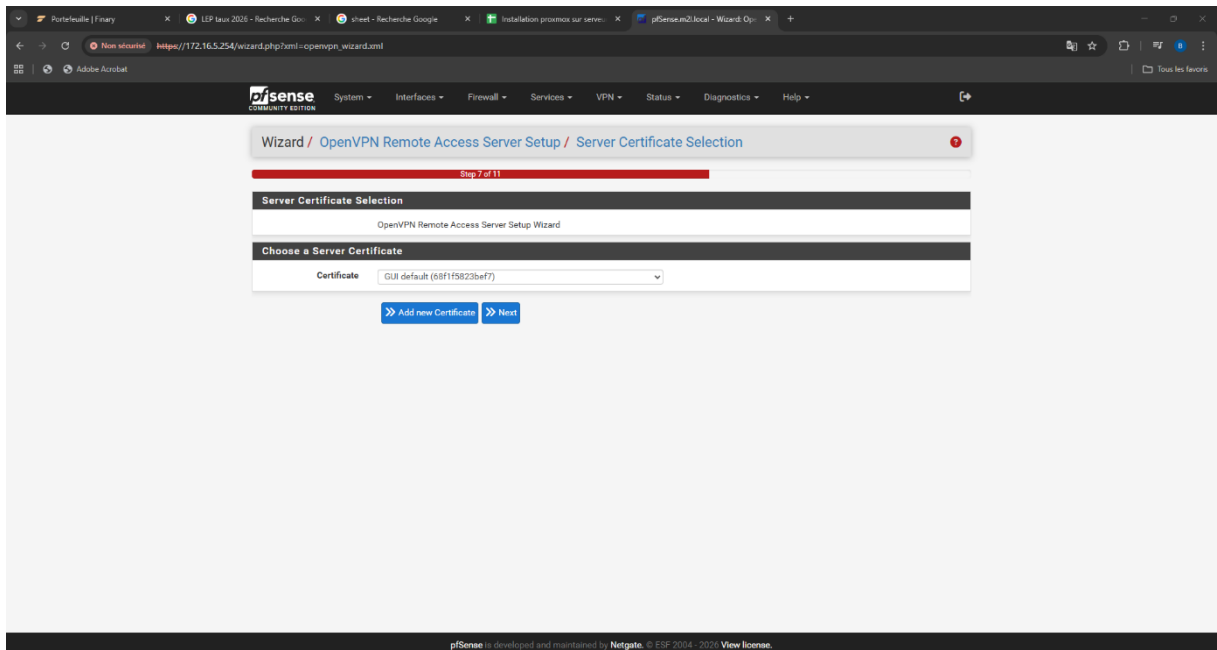 Portefeuille | Finary
LEP taux 2026 - Recherche Goo
sheet - Recherche Google
Installation proxmox sur serveu
pfSense.m2l.local - Wizard: Ope
Non sécurisé https://172.16.5.254/wizard.php?xml=openvpn_wizard.xml
B
Adobe Acrobat
Tous les favoris
pfsense
COMMUNITY EDITION
System
Interfaces
Firewall
Services
VPN
Status
Diagnostics
Help
Wizard / OpenVPN Remote Access Server Setup / Server Certificate Selection
Step 7 of 11
Server Certificate Selection
OpenVPN Remote Access Server Setup Wizard
Choose a Server Certificate
Certificate GUI default (68f1f5823bef7)
Add new Certificate Next
pfSense is developed and maintained by Netgate. © ESF 2004 - 2026 View license.